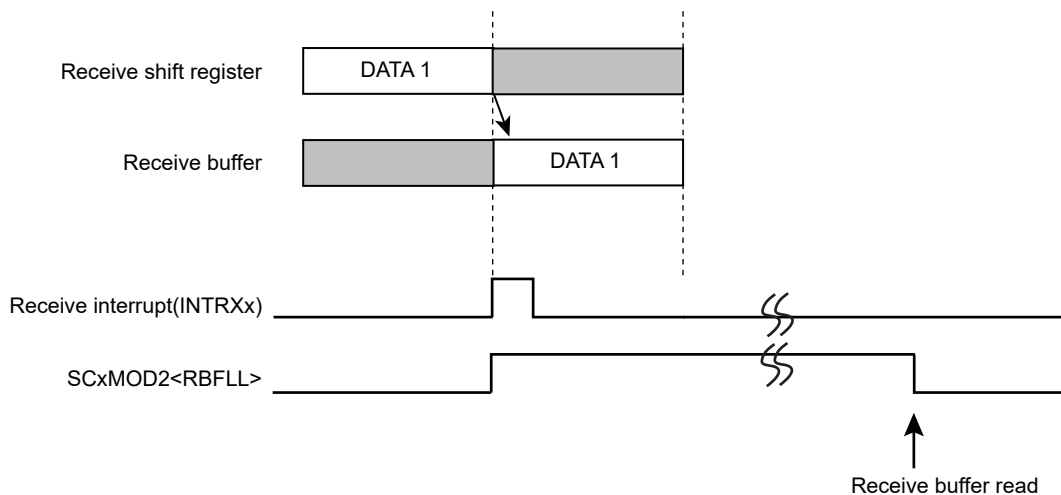 Receive shift register
DATA 1
Receive buffer
DATA 1
Receive interrupt(INTRXx)
SCxMOD2<RBFLL>
Receive buffer read